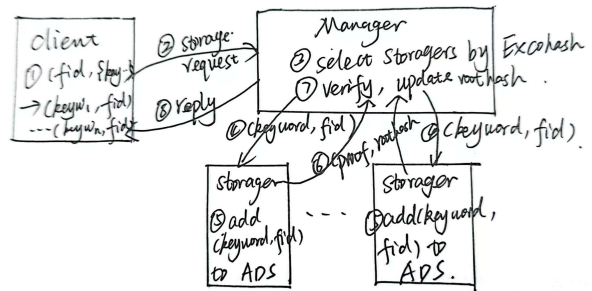 client
① (fid, {key-}
→ (keyw₁, fid)
... (keywn, fid)
② storage
request
⑧ reply
Manager
③ select Storagers by Excohash
⑦ verify, update roothash.
④ (keyword, fid)
⑥ (proof, roothash
④ (keyword, fid).
Storager
⑤ add
(keyword, fid)
to ADS
....
Storager
⑤ add(keyword,
fid) to
ADS.